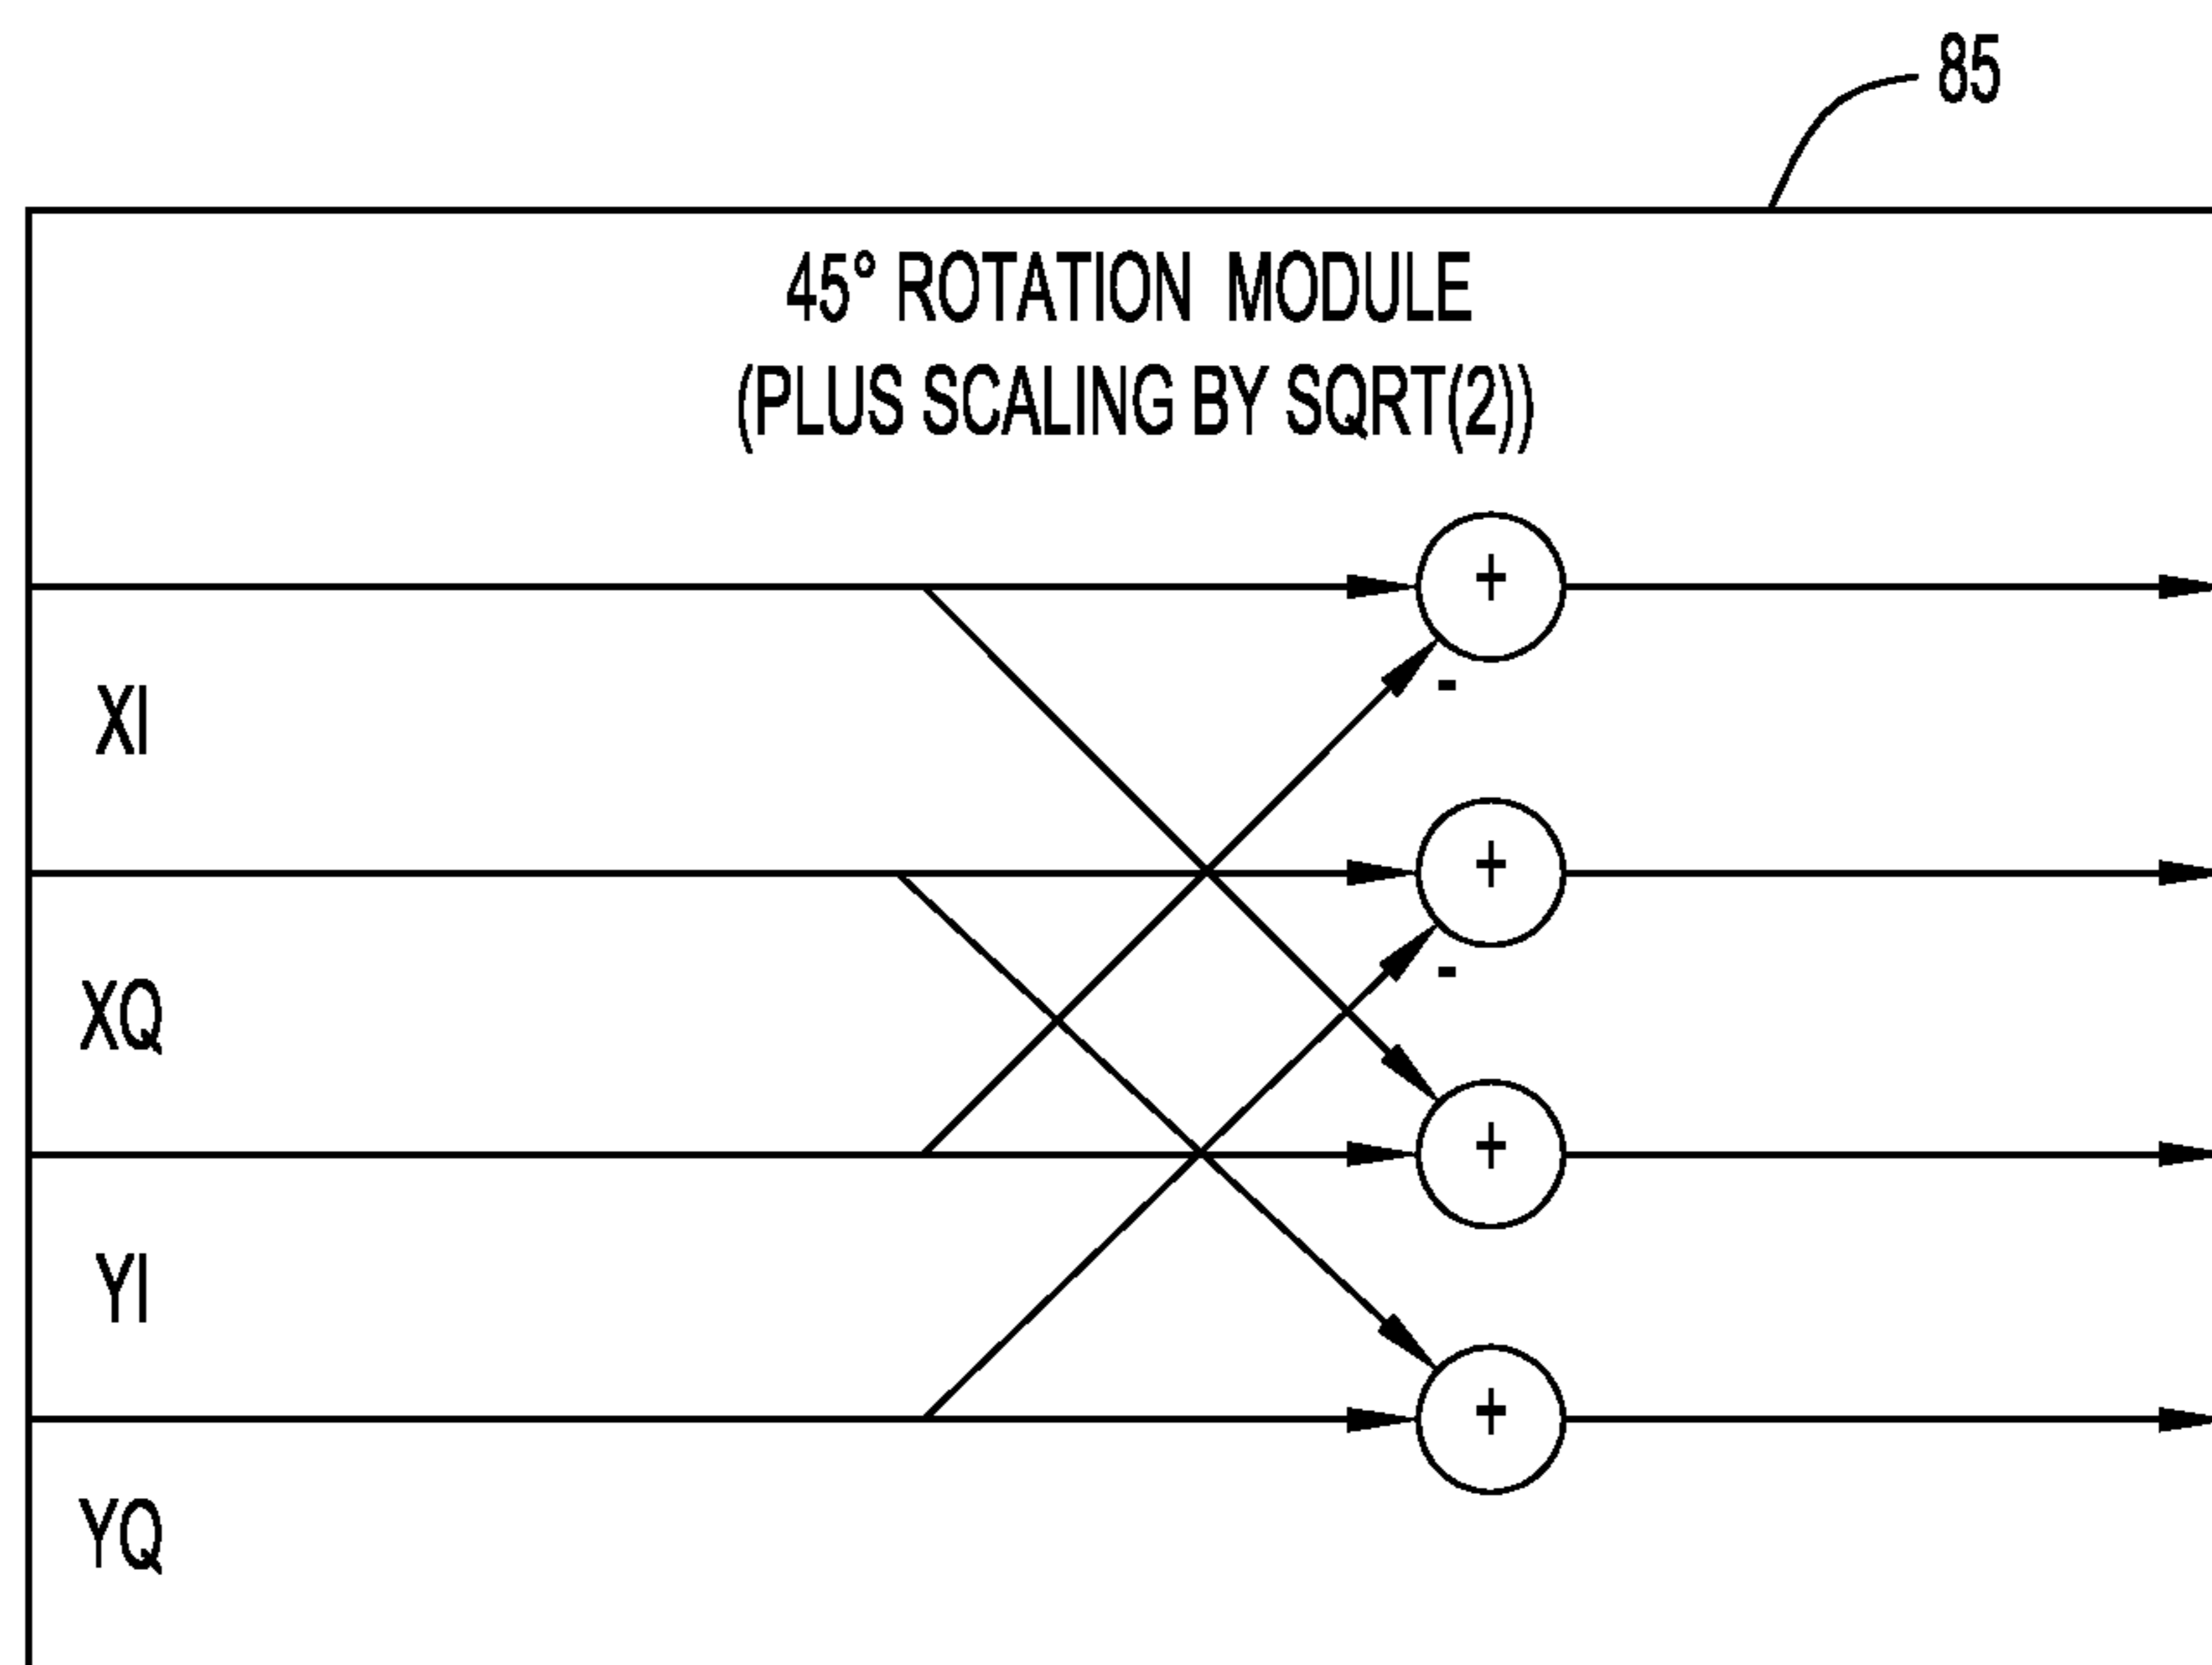 85
45° ROTATION MODULE
(PLUS SCALING BY SQRT(2))
+
-
XI
+
-
XQ
+
YI
+
YQ